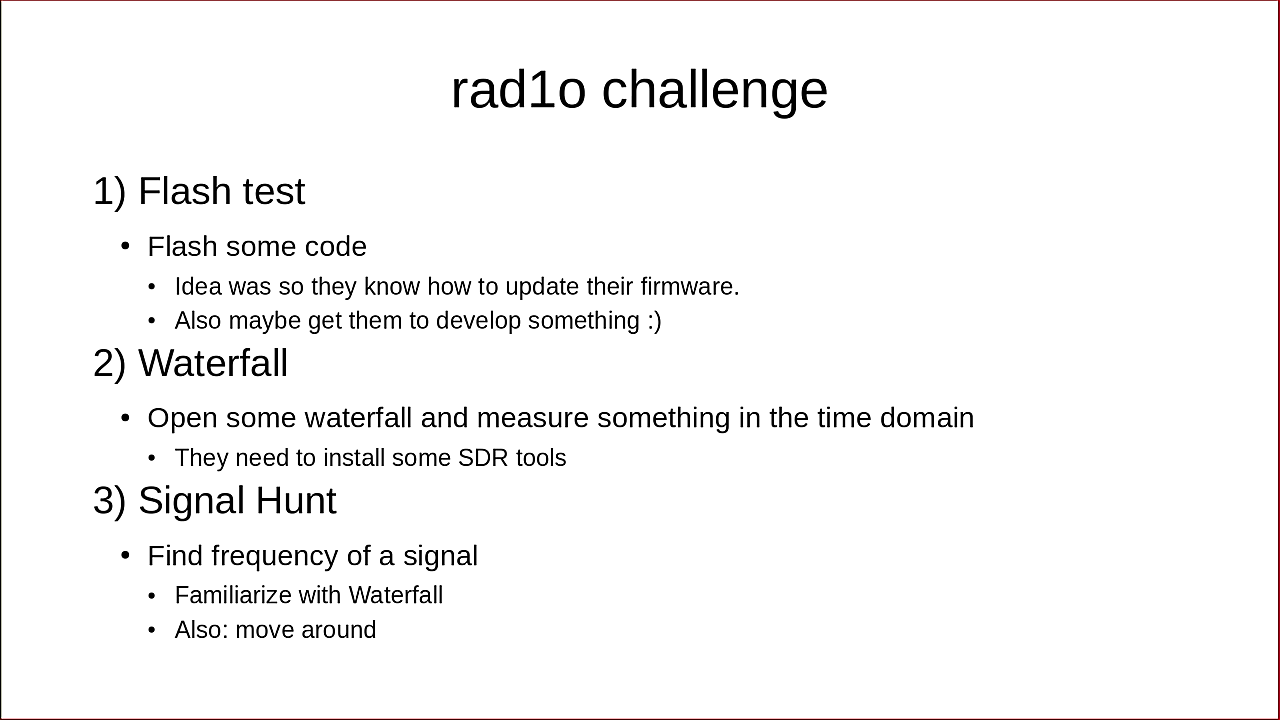 rad1o challenge
1) Flash test
• Flash some code
• Idea was so they know how to update their firmware.
• Also maybe get them to develop something :)
2) Waterfall
• Open some waterfall and measure something in the time domain
• They need to install some SDR tools
3) Signal Hunt
• Find frequency of a signal
• Familiarize with Waterfall
• Also: move around